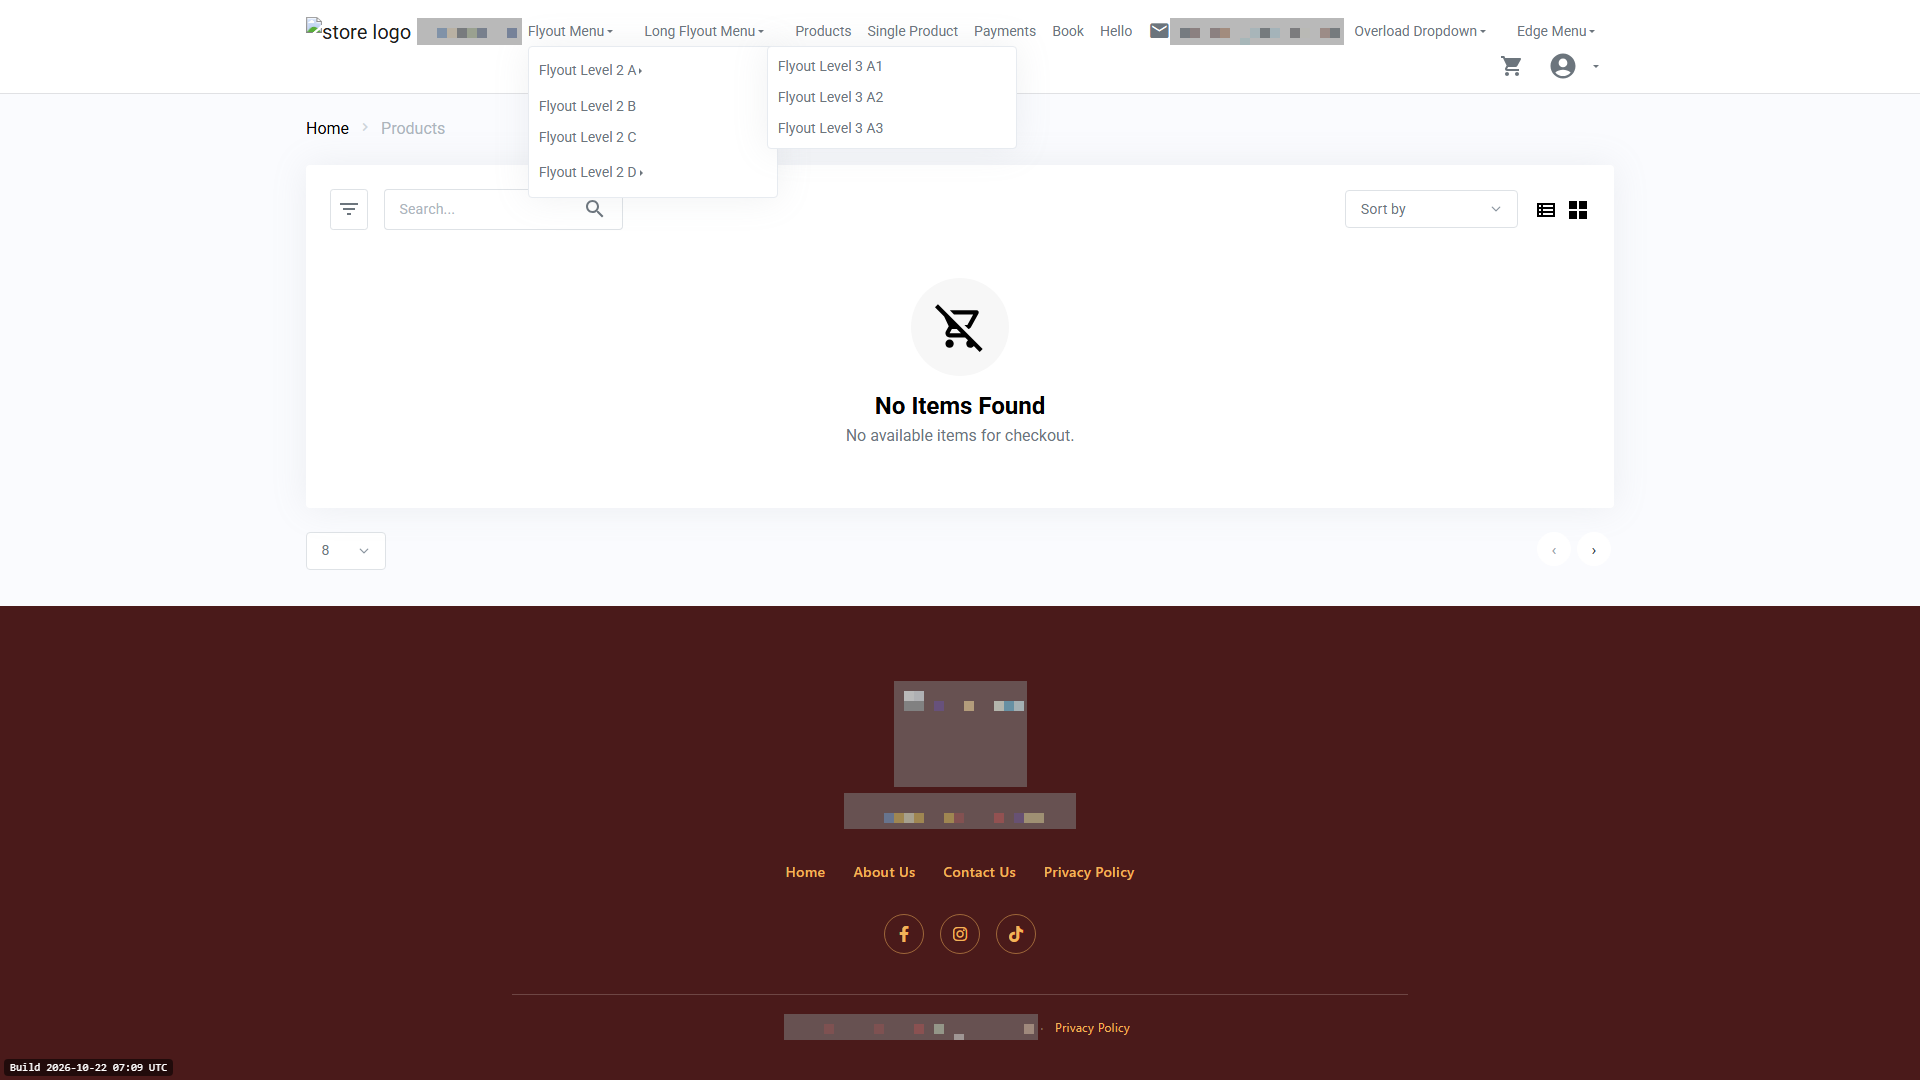 store logo Flyout Menu Long Flyout Menu Products Single Product Payments Book Hello Overload Dropdown Edge Menu
Flyout Level 2 A
Flyout Level 2 B
Flyout Level 2 C
Flyout Level 2 D
Flyout Level 3 A1
Flyout Level 3 A2
Flyout Level 3 A3
Home Products
Search... Sort by
No Items Found
No available items for checkout.
8 ‹ ›
Home About Us Contact Us Privacy Policy
· Privacy Policy
Build 2026-10-22 07:09 UTC